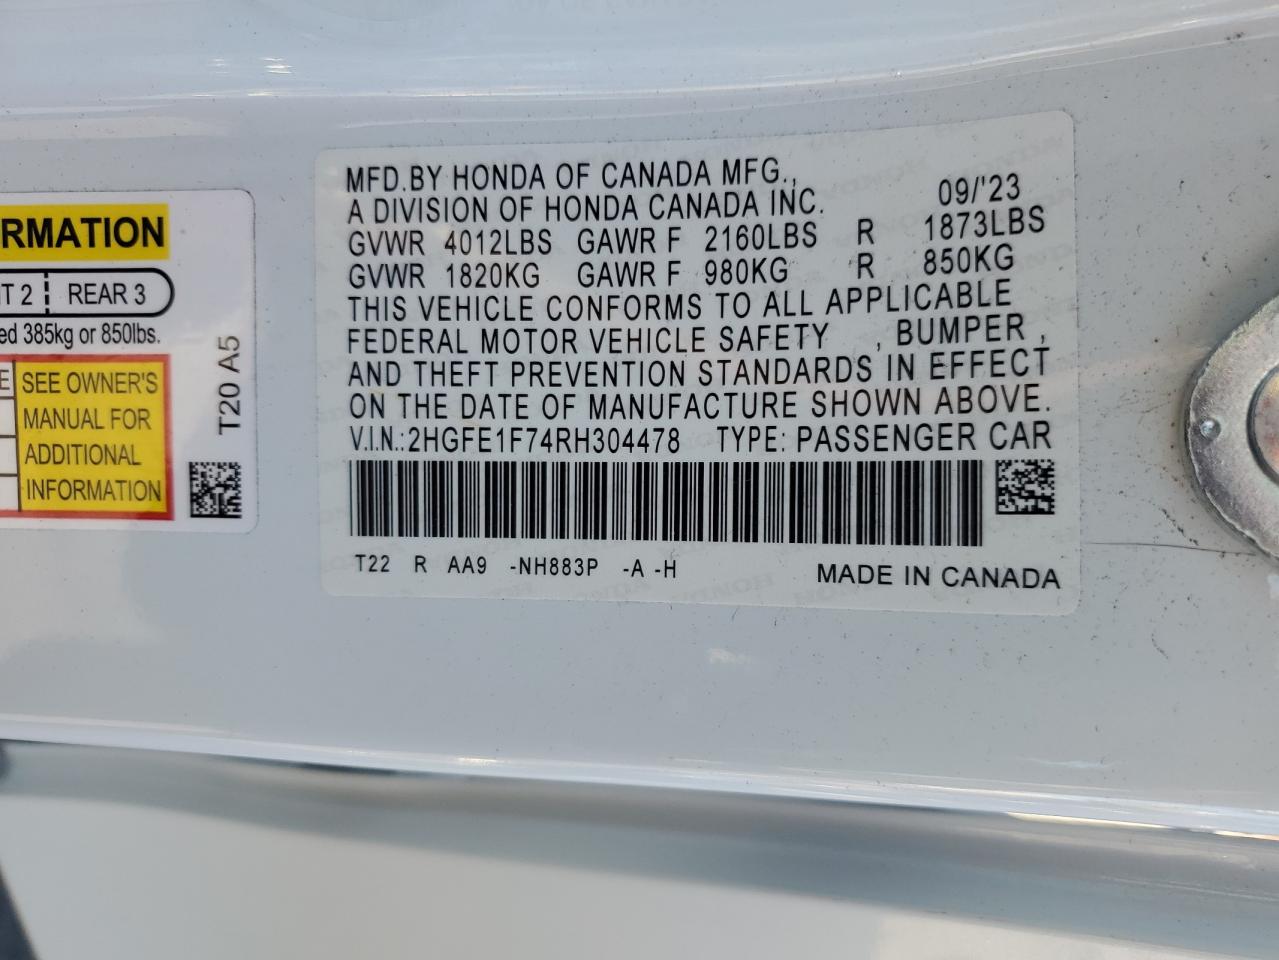 RMATION
T 2 REAR 3
ed 385kg or 850lbs.
E SEE OWNER'S
MANUAL FOR
ADDITIONAL
INFORMATION
T20 A5
MFD.BY HONDA OF CANADA MFG.,
A DIVISION OF HONDA CANADA INC. 09/'23
GVWR 4012LBS GAWR F 2160LBS R 1873LBS
GVWR 1820KG GAWR F 980KG R 850KG
THIS VEHICLE CONFORMS TO ALL APPLICABLE
FEDERAL MOTOR VEHICLE SAFETY , BUMPER ,
AND THEFT PREVENTION STANDARDS IN EFFECT
ON THE DATE OF MANUFACTURE SHOWN ABOVE.
V.I.N.:2HGFE1F74RH304478 TYPE: PASSENGER CAR
T22 R AA9 -NH883P -A -H MADE IN CANADA